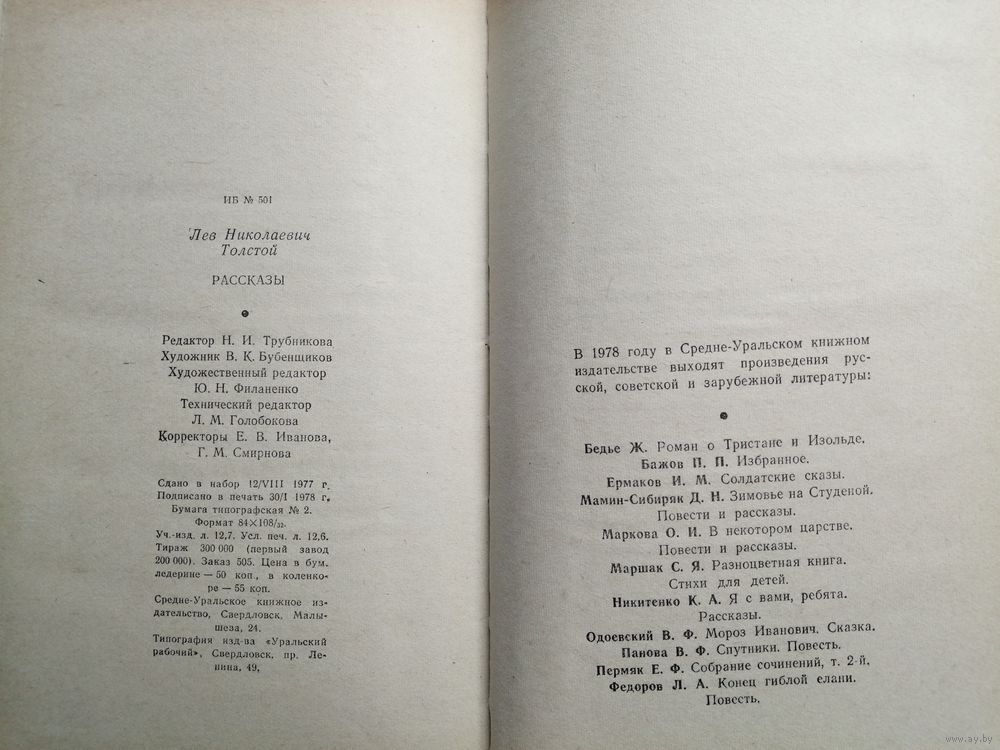 ИБ № 501
Лев Николаевич
Толстой
РАССКАЗЫ
Редактор Н. И. Трубникова
Художник В. К. Бубенщиков
Художественный редактор
Ю. Н. Филаненко
Технический редактор
Л. М. Голобокова
Корректоры Е. В. Иванова,
Г. М. Смирнова
Сдано в набор 12/VIII 1977 г.
Подписано в печать 30/I 1978 г.
Бумага типографская № 2.
Формат 84×108/32.
Уч.-изд. л. 12,7. Усл. печ. л. 12,6.
Тираж 300 000 (первый завод
200 000). Заказ 505. Цена в бум.
ледерине — 50 коп., в коленко-
ре — 55 коп.
Средне-Уральское книжное из-
дательство, Свердловск, Малы-
шева, 24.
Типография изд-ва «Уральский
рабочий», Свердловск, пр. Ле-
нина, 49.
В 1978 году в Средне-Уральском книжном
издательстве выходят произведения рус-
ской, советской и зарубежной литературы:
Бедье Ж. Роман о Тристане и Изольде.
Бажов П. П. Избранное.
Ермаков И. М. Солдатские сказы.
Мамин-Сибиряк Д. Н. Зимовье на Студеной.
Повести и рассказы.
Маркова О. И. В некотором царстве.
Повести и рассказы.
Маршак С. Я. Разноцветная книга.
Стихи для детей.
Никитенко К. А. Я с вами, ребята.
Рассказы.
Одоевский В. Ф. Мороз Иванович. Сказка.
Панова В. Ф. Спутники. Повесть.
Пермяк Е. Ф. Собрание сочинений, т. 2-й.
Федоров Л. А. Конец гиблой елани.
Повесть.
www.ay.by